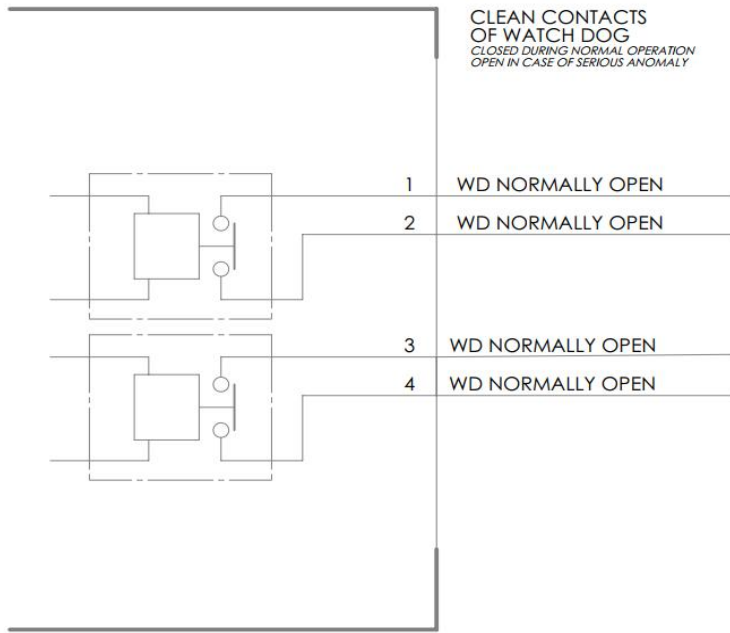 CLEAN CONTACTS
OF WATCH DOG
CLOSED DURING NORMAL OPERATION
OPEN IN CASE OF SERIOUS ANOMALY
1 WD NORMALLY OPEN
2 WD NORMALLY OPEN
3 WD NORMALLY OPEN
4 WD NORMALLY OPEN